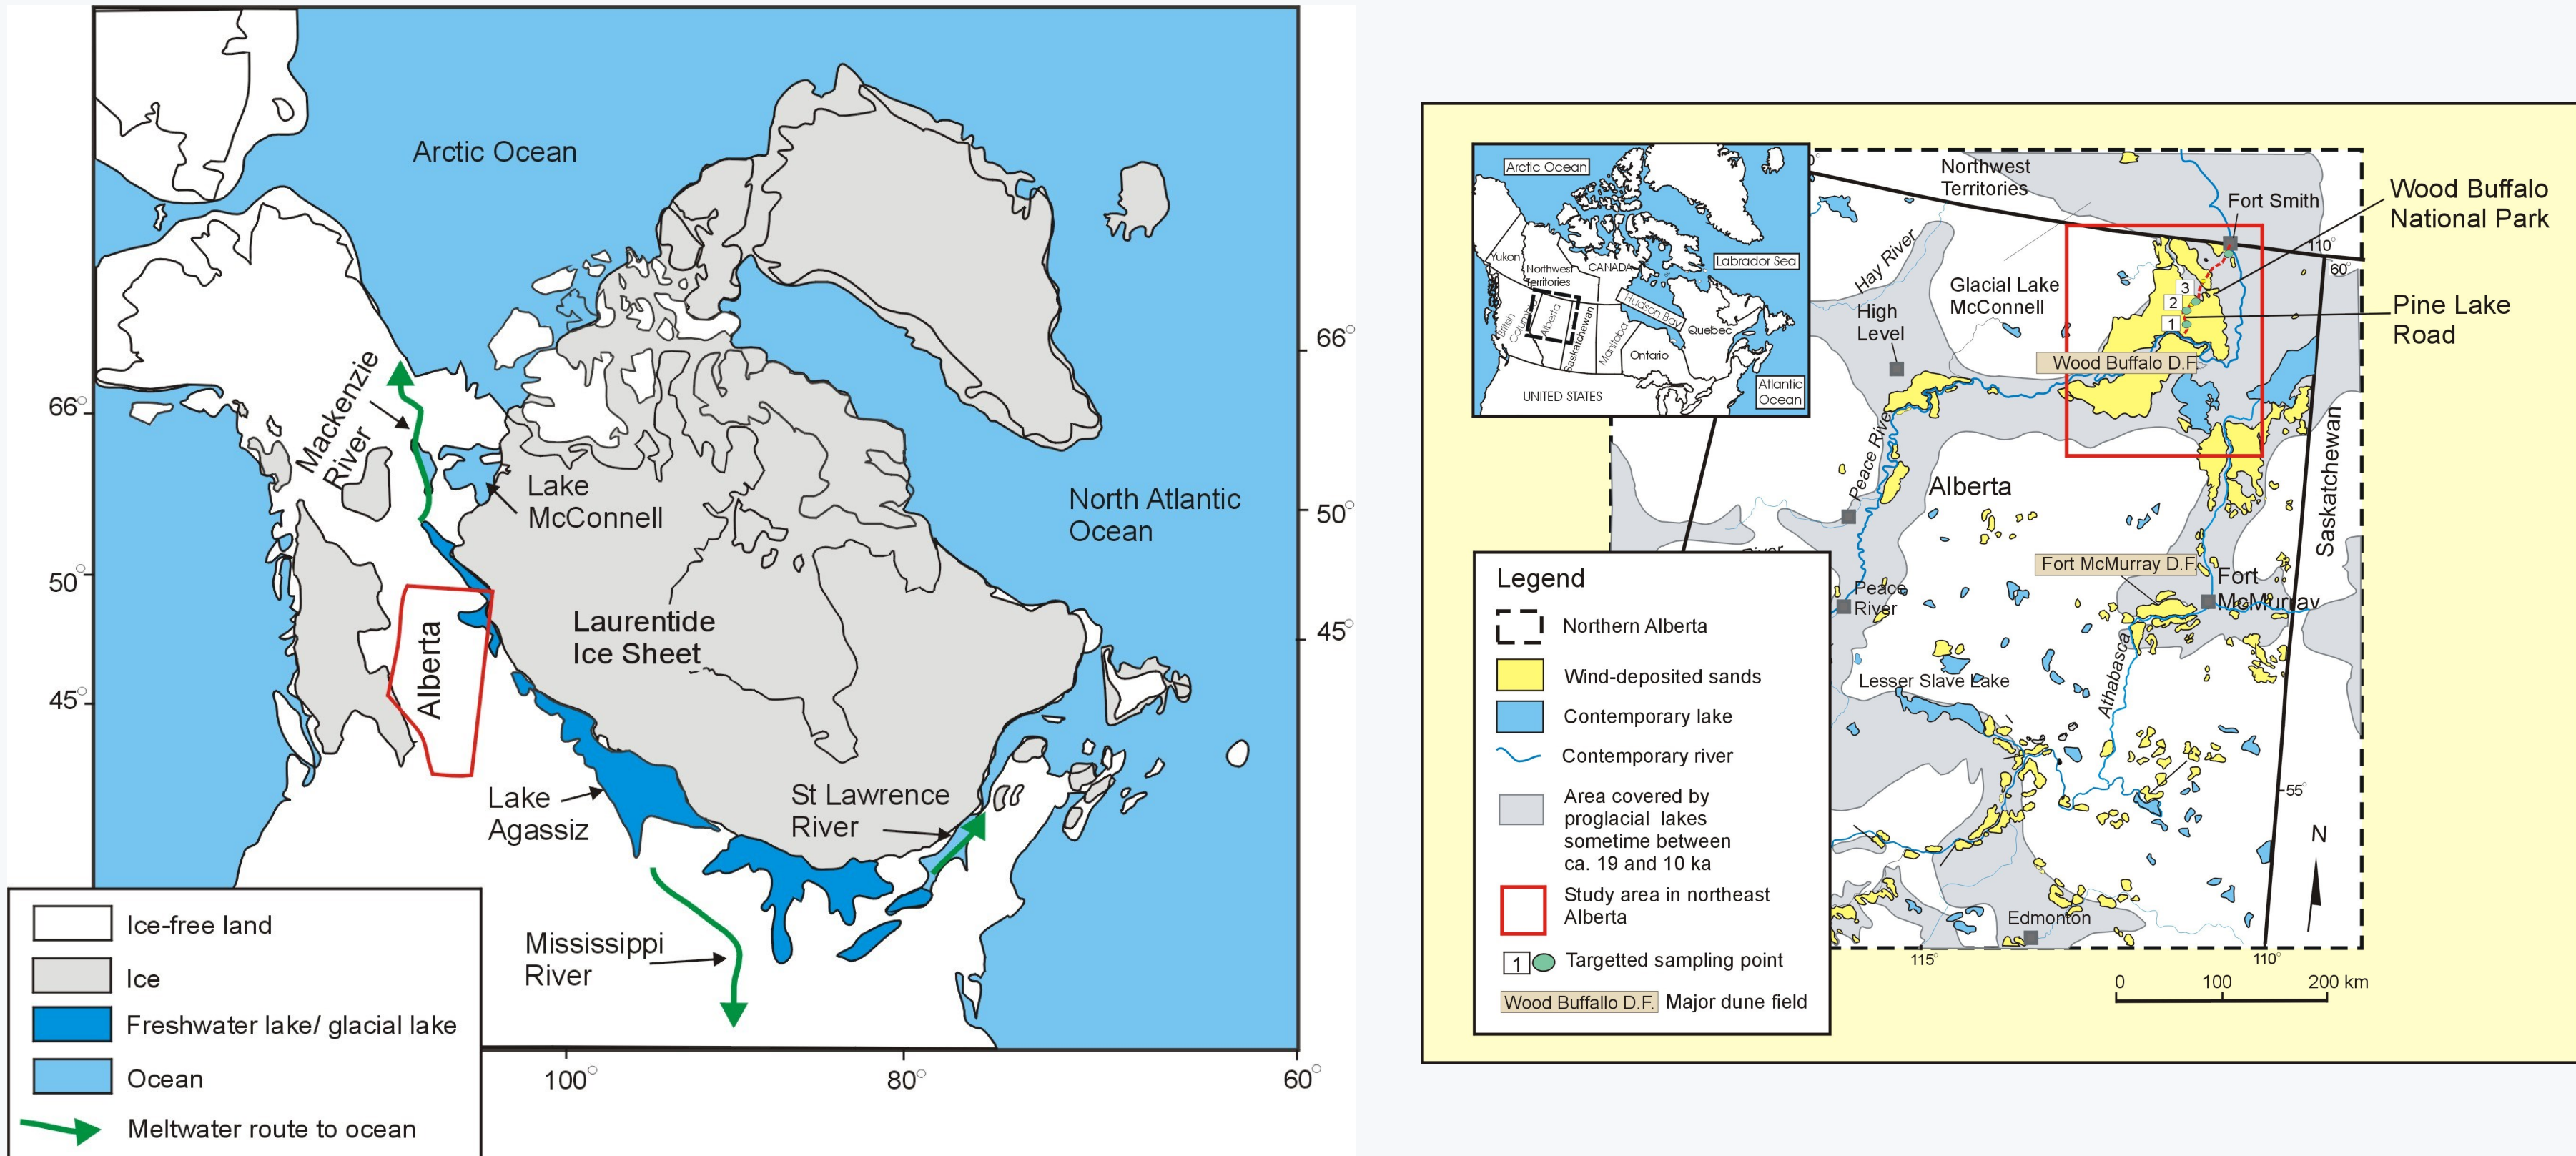 Arctic Ocean
Mackenzie
River
Lake
McConnell
North Atlantic
Ocean
Laurentide
Ice Sheet
Alberta
Lake
Agassiz
St Lawrence
River
Mississippi
River
66°
50°
45°
66°
50°
45°
100°
80°
60°
Ice-free land
Ice
Freshwater lake/ glacial lake
Ocean
Meltwater route to ocean
Arctic Ocean
Labrador Sea
Yukon
Northwest
Territories
CANADA
Hudson Bay
British
Columbia
Alberta
Saskatchewan
Manitoba
Ontario
Quebec
Atlantic
Ocean
UNITED STATES
Northwest
Territories
Fort Smith
Wood Buffalo
National Park
110°
60°
Hay River
Glacial Lake
McConnell
High
Level
3
2
1
Pine Lake
Road
Wood Buffalo D.F.
Peace River
Alberta
Saskatchewan
River
Fort McMurray D.F.
Fort
McMurray
Peace
River
Lesser Slave Lake
Athabasca
55°
N
Edmonton
115°
110°
0 100 200 km
Legend
Northern Alberta
Wind-deposited sands
Contemporary lake
Contemporary river
Area covered by
proglacial lakes
sometime between
ca. 19 and 10 ka
Study area in northeast
Alberta
1 Targetted sampling point
Wood Buffallo D.F. Major dune field